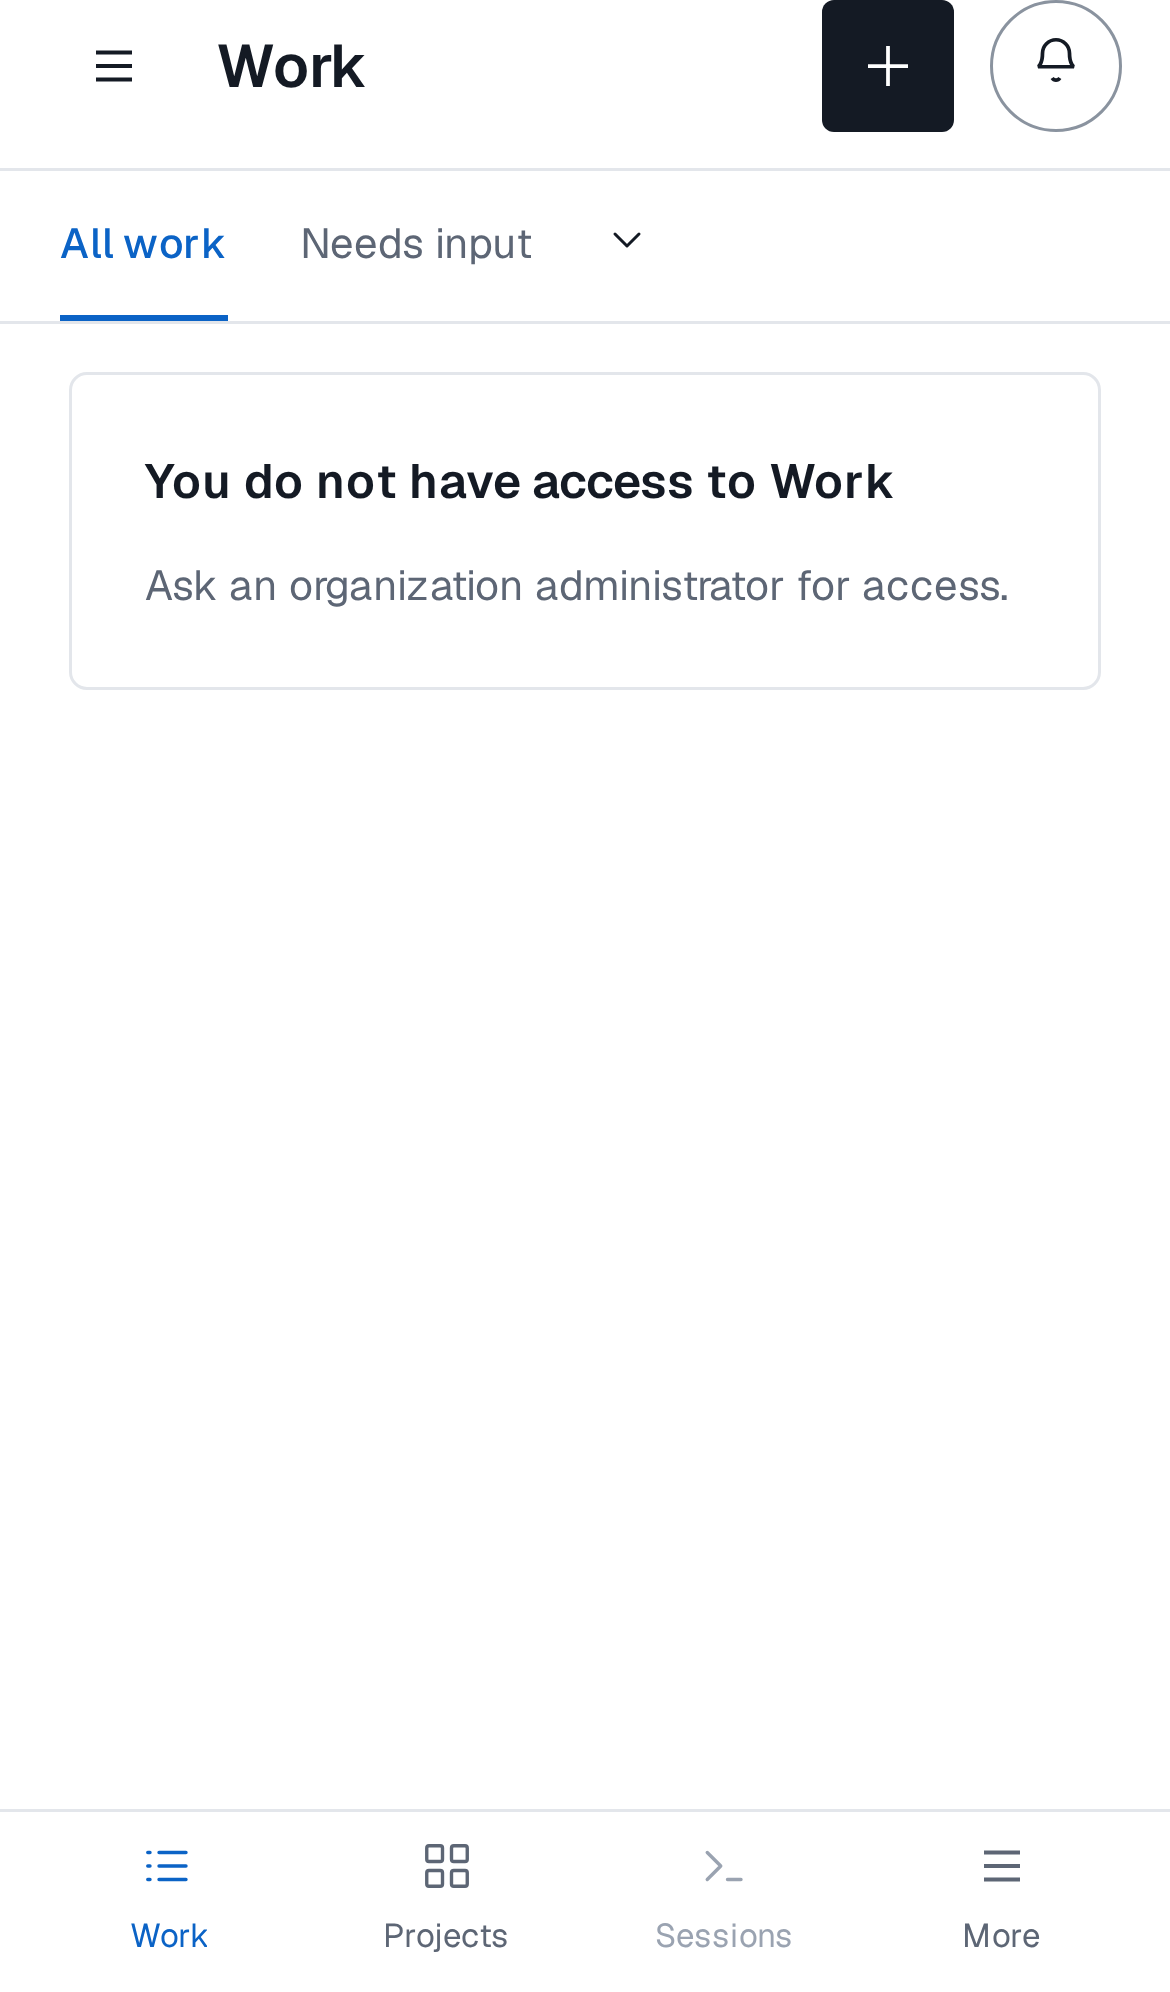 Work
All work
Needs input
You do not have access to Work
Ask an organization administrator for access.
Work
Projects
Sessions
More